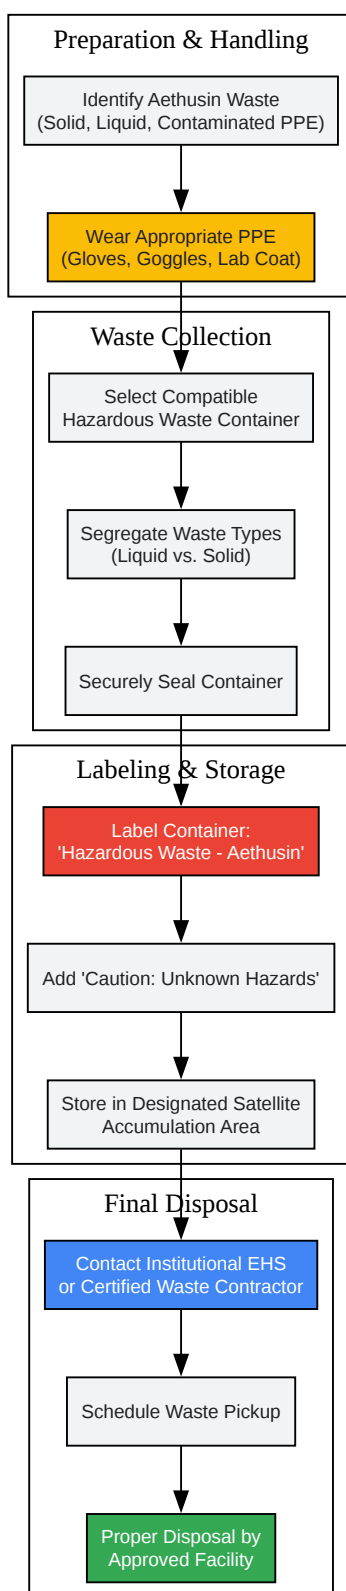 Preparation & Handling
Identify Aethusin Waste
(Solid, Liquid, Contaminated PPE)
Wear Appropriate PPE
(Gloves, Goggles, Lab Coat)
Waste Collection
Select Compatible
Hazardous Waste Container
Segregate Waste Types
(Liquid vs. Solid)
Securely Seal Container
Labeling & Storage
Label Container:
'Hazardous Waste - Aethusin'
Add 'Caution: Unknown Hazards'
Store in Designated Satellite
Accumulation Area
Final Disposal
Contact Institutional EHS
or Certified Waste Contractor
Schedule Waste Pickup
Proper Disposal by
Approved Facility